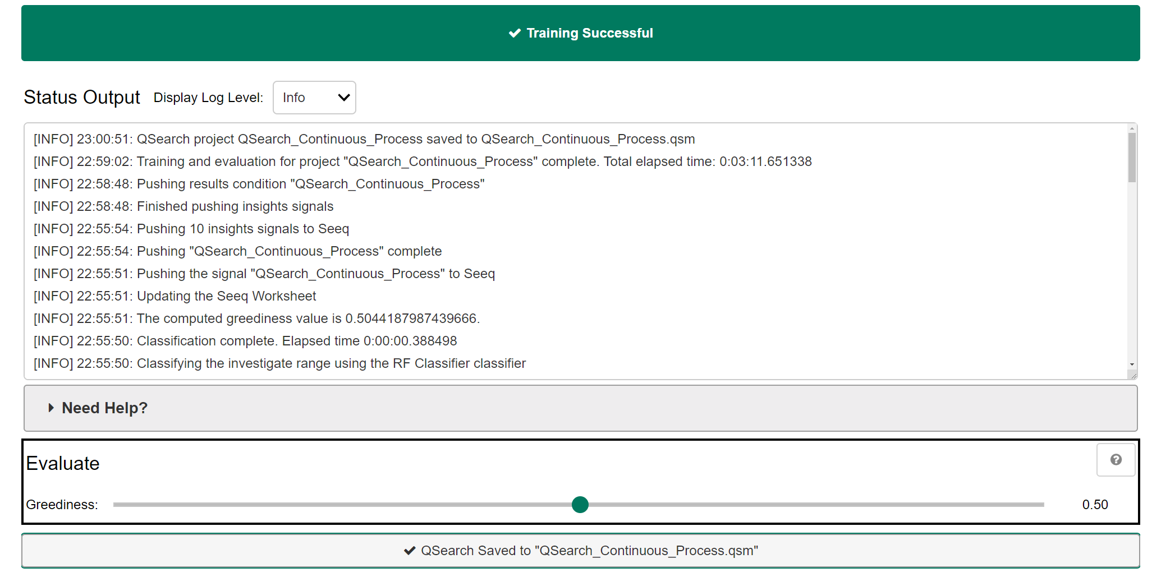 Training Successful
Status Output Display Log Level: Info
[INFO] 23:00:51: QSearch project QSearch_Continuous_Process saved to QSearch_Continuous_Process.qsm
[INFO] 22:59:02: Training and evaluation for project "QSearch_Continuous_Process" complete. Total elapsed time: 0:03:11.651338
[INFO] 22:58:48: Pushing results condition "QSearch_Continuous_Process"
[INFO] 22:58:48: Finished pushing insights signals
[INFO] 22:55:54: Pushing 10 insights signals to Seeq
[INFO] 22:55:54: Pushing "QSearch_Continuous_Process" complete
[INFO] 22:55:51: Pushing the signal "QSearch_Continuous_Process" to Seeq
[INFO] 22:55:51: Updating the Seeq Worksheet
[INFO] 22:55:51: The computed greediness value is 0.5044187987439666.
[INFO] 22:55:50: Classification complete. Elapsed time 0:00:00.388498
[INFO] 22:55:50: Classifying the investigate range using the RF Classifier classifier
Need Help?
Evaluate
?
Greediness: 0.50
QSearch Saved to "QSearch_Continuous_Process.qsm"